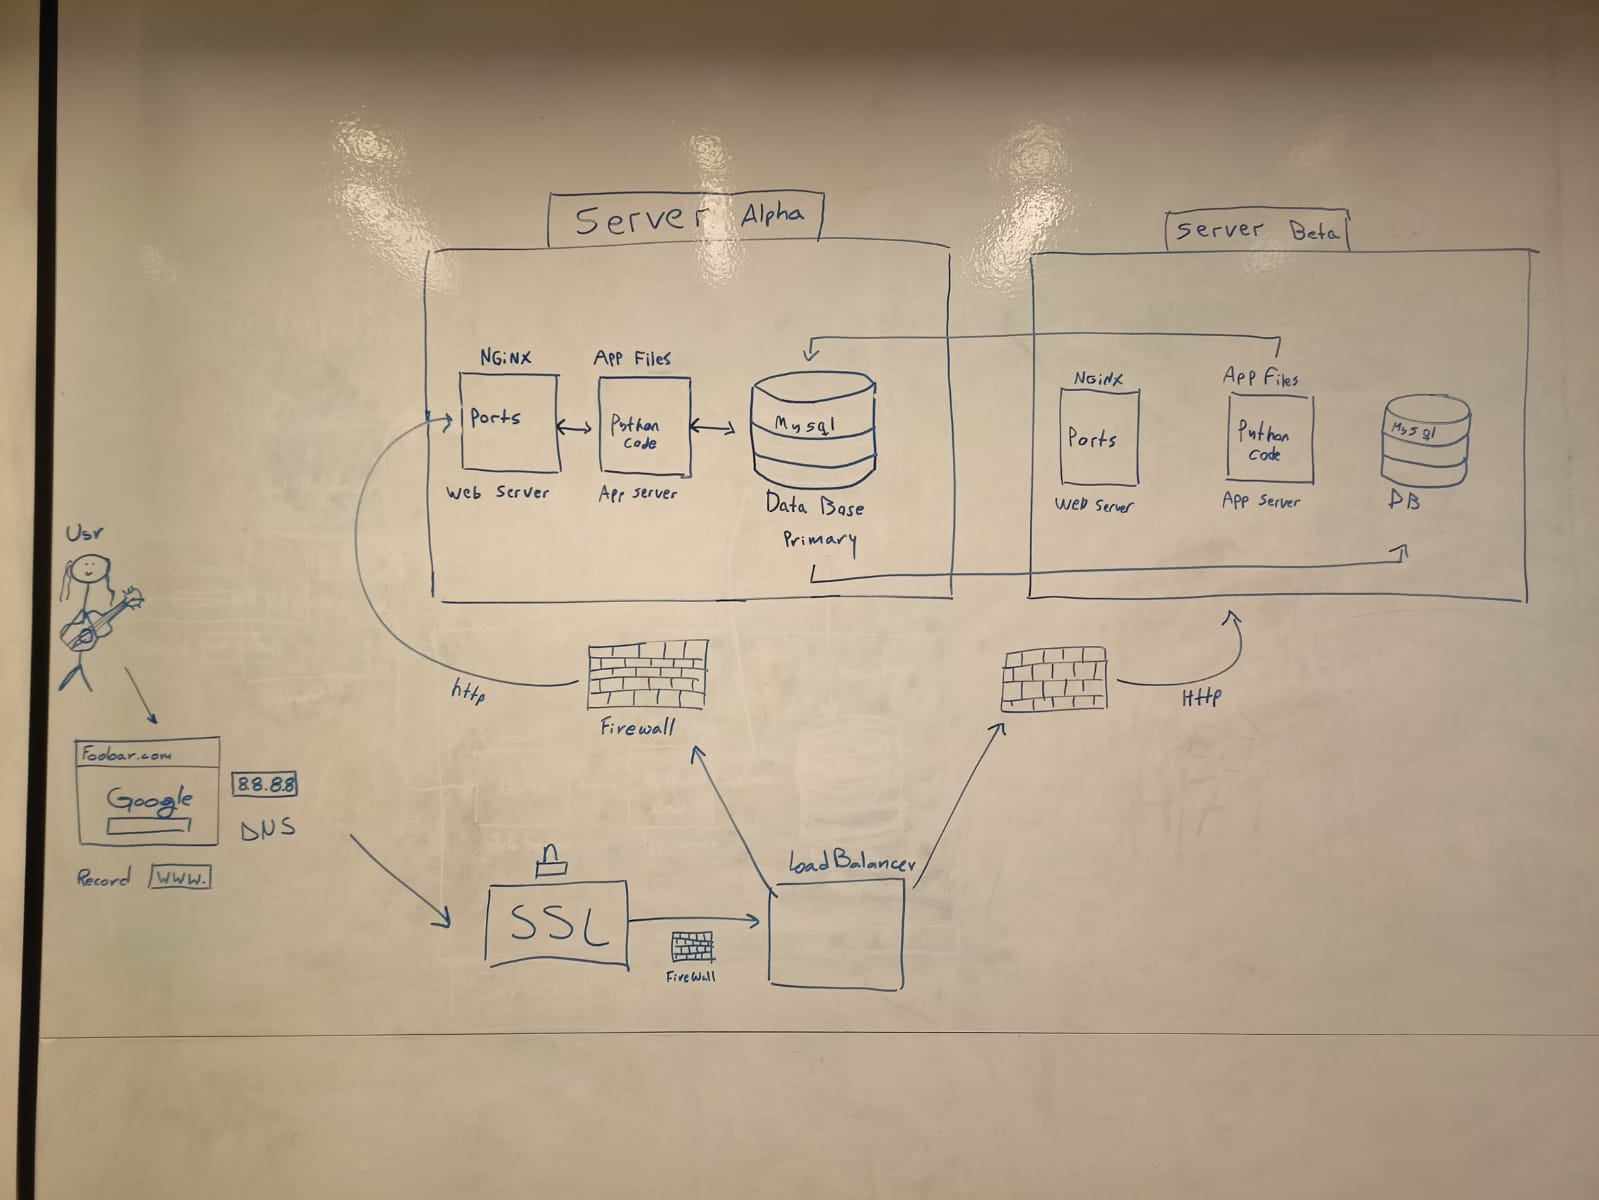 Server Alpha
Server Beta
NGiNX
App Files
Ports
Python
code
Mysql
Web Server
App server
Data Base
Primary
NGiNX
App Files
Ports
Python
code
MySql
Web Server
App Server
DB
Usr
http
Firewall
Http
Foobar.com
Google
8.8.8.8
DNS
Record www.
SSL
Firewall
Load Balancer